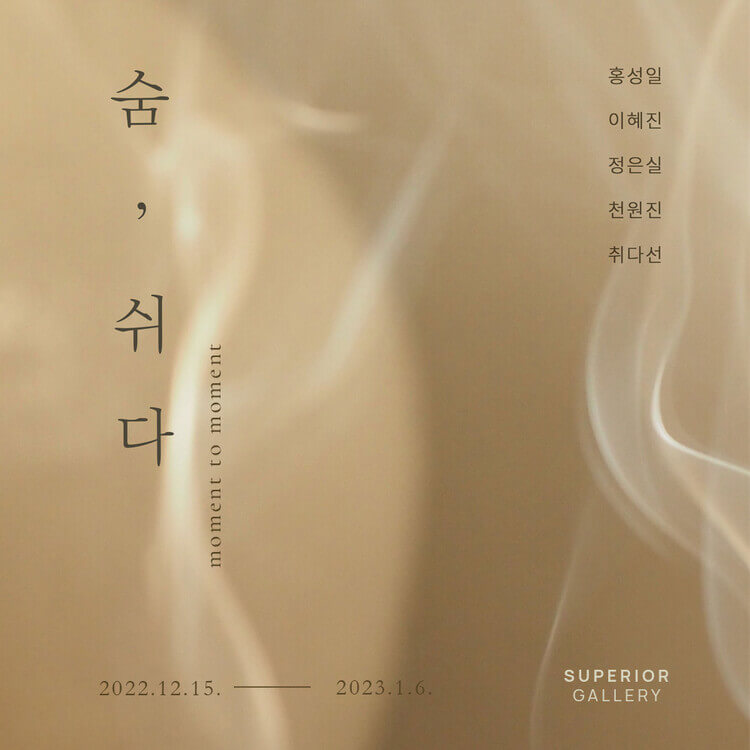 숨
,
쉬
다
moment to moment
홍성일
이혜진
정은실
천원진
취다선
2022.12.15. — 2023.1.6.
SUPERIOR
GALLERY